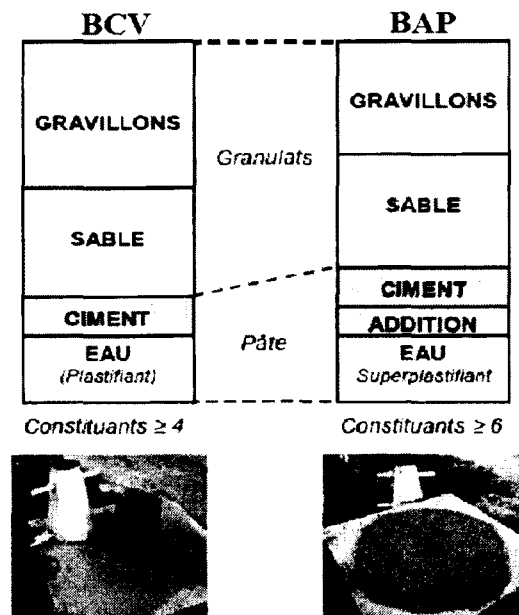 BCV
GRAVILLONS
SABLE
CIMENT
EAU
(Plastifiant)
Constituants ≥ 4
Granulats
Pâte
BAP
GRAVILLONS
SABLE
CIMENT
ADDITION
EAU
Superplastifiant
Constituants ≥ 6